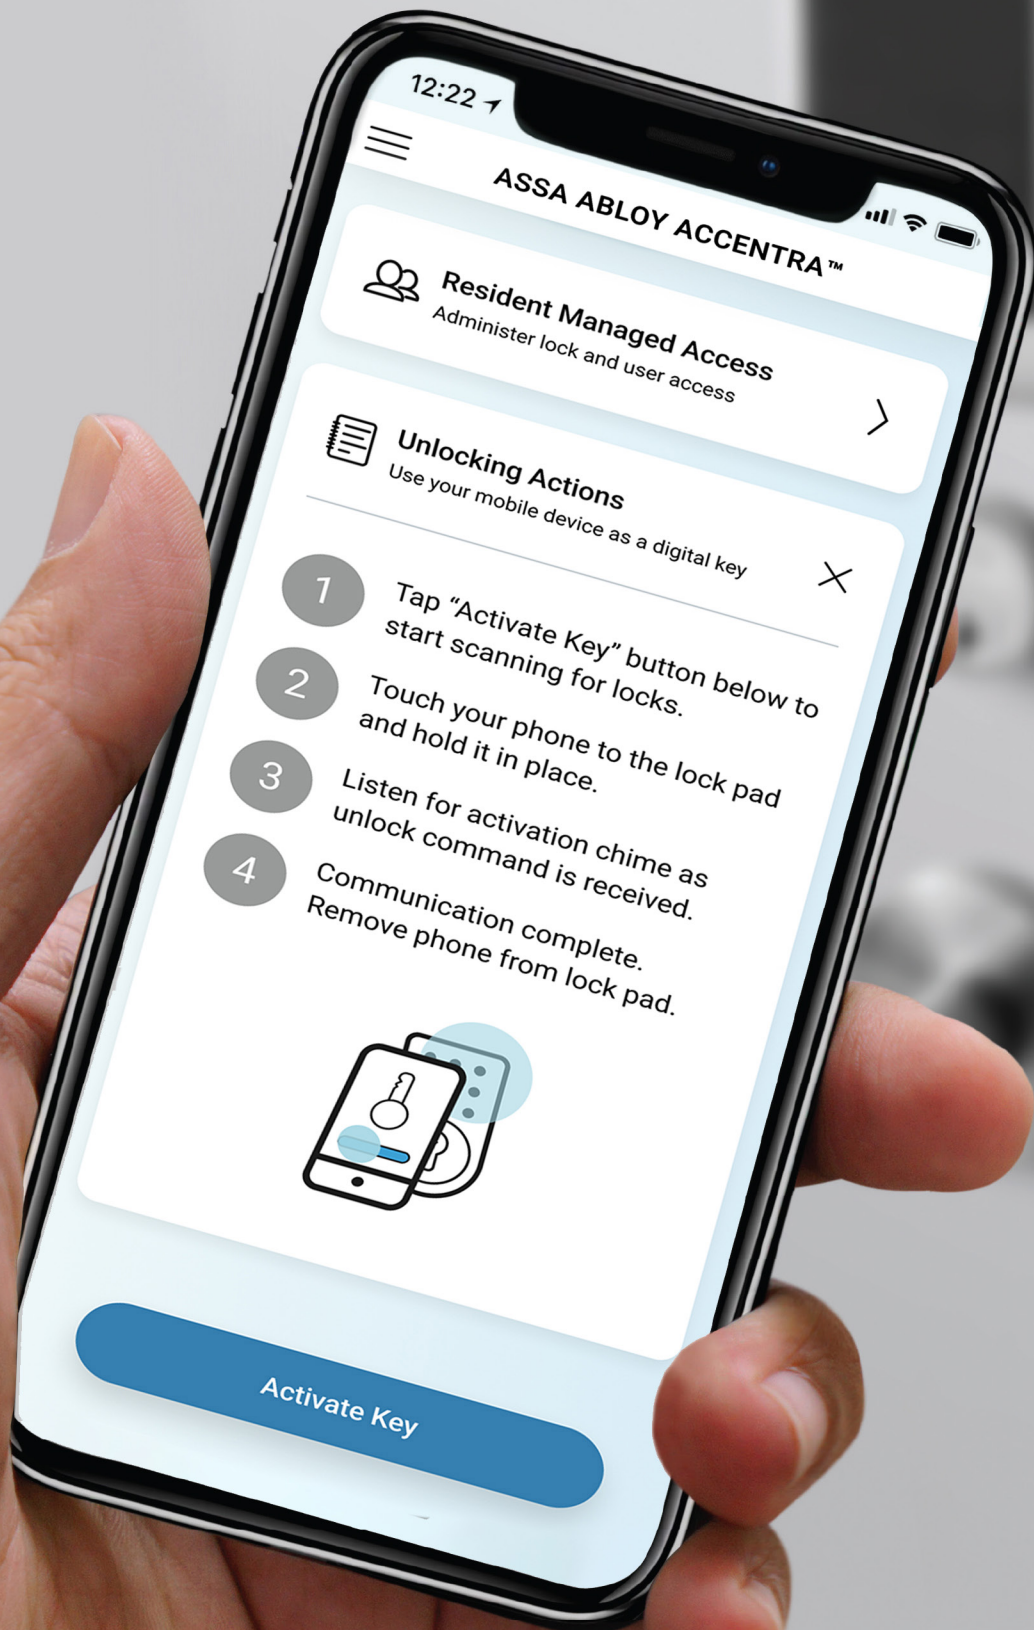 12:22
ASSA ABLOY ACCENTRA™
Resident Managed Access
Administer lock and user access
Unlocking Actions
Use your mobile device as a digital key
1
Tap “Activate Key” button below to
start scanning for locks.
2
Touch your phone to the lock pad
and hold it in place.
3
Listen for activation chime as
unlock command is received.
4
Communication complete.
Remove phone from lock pad.
Activate Key